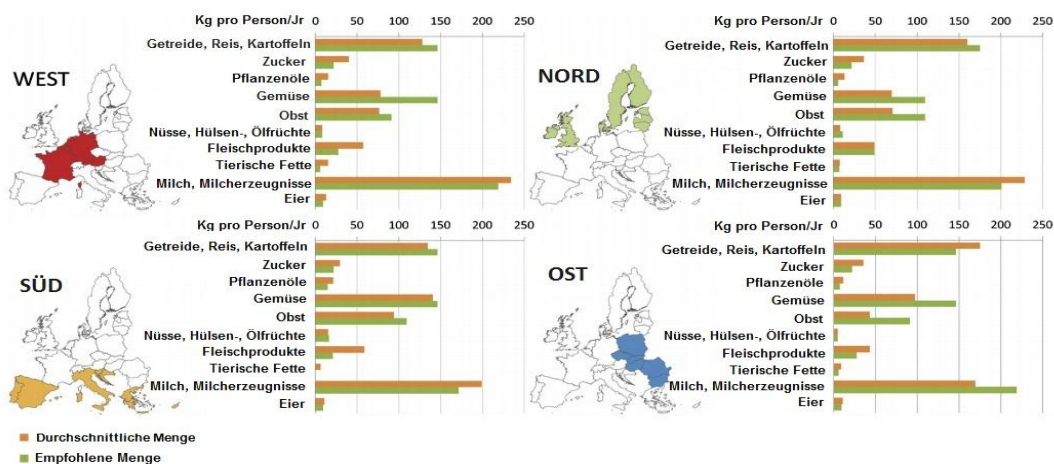 Kg pro Person/Jr 0 50 100 150 200 250
Getreide, Reis, Kartoffeln
Zucker
Pflanzenöle
Gemüse
Obst
Nüsse, Hülsen-, Ölfrüchte
Fleischprodukte
Tierische Fette
Milch, Milcherzeugnisse
Eier
WEST
Kg pro Person/Jr 0 50 100 150 200 250
Getreide, Reis, Kartoffeln
Zucker
Pflanzenöle
Gemüse
Obst
Nüsse, Hülsen-, Ölfrüchte
Fleischprodukte
Tierische Fette
Milch, Milcherzeugnisse
Eier
NORD
Kg pro Person/Jr 0 50 100 150 200 250
Getreide, Reis, Kartoffeln
Zucker
Pflanzenöle
Gemüse
Obst
Nüsse, Hülsen-, Ölfrüchte
Fleischprodukte
Tierische Fette
Milch, Milcherzeugnisse
Eier
SÜD
Kg pro Person/Jr 0 50 100 150 200 250
Getreide, Reis, Kartoffeln
Zucker
Pflanzenöle
Gemüse
Obst
Nüsse, Hülsen-, Ölfrüchte
Fleischprodukte
Tierische Fette
Milch, Milcherzeugnisse
Eier
OST
Durchschnittliche Menge
Empfohlene Menge